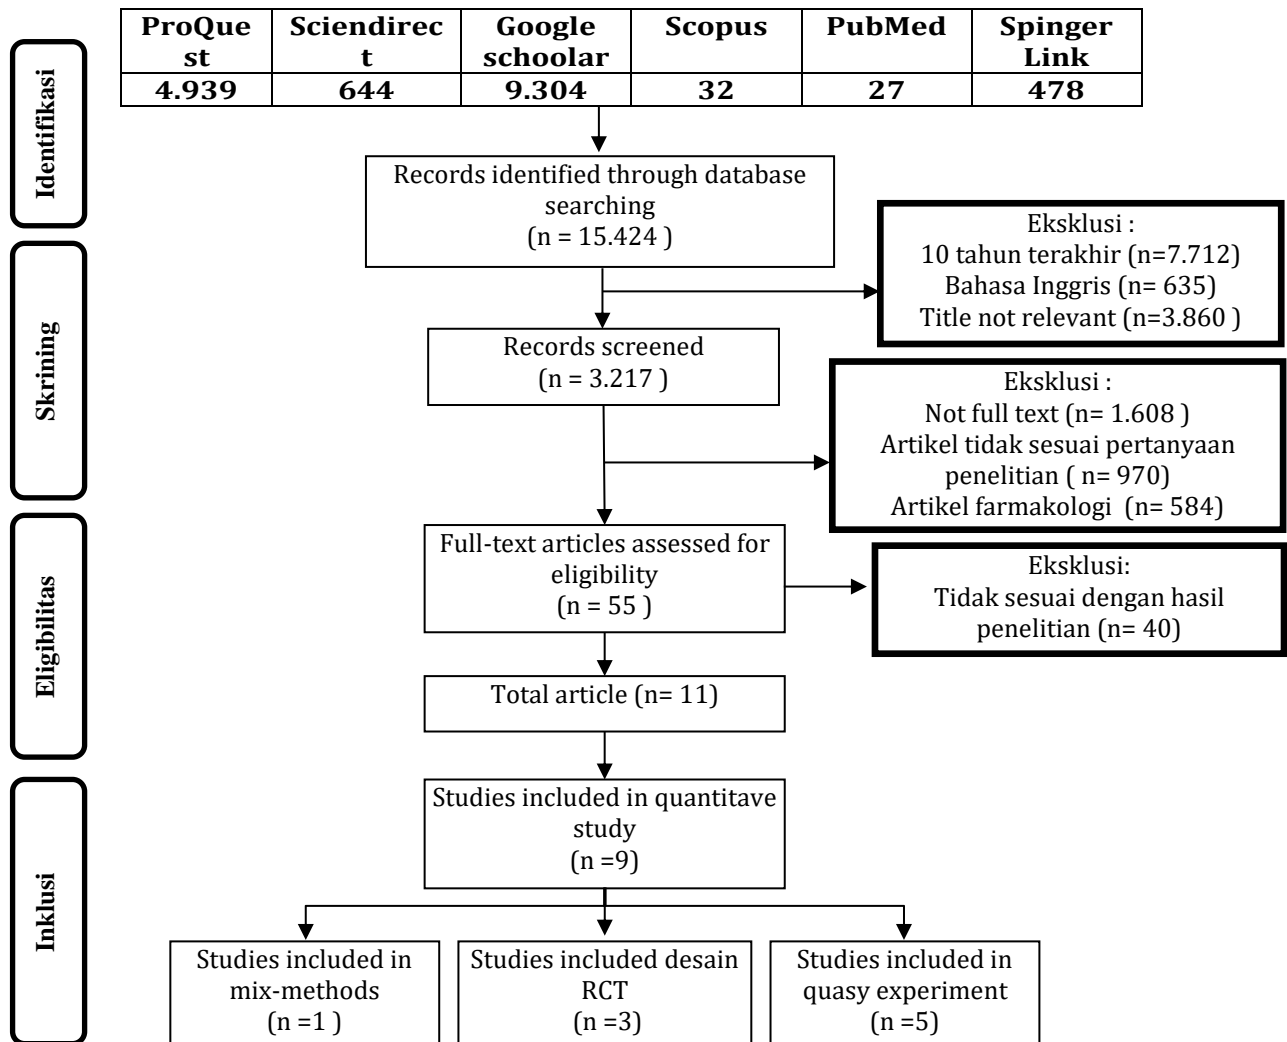 ProQue
st
Sciendirec
t
Google
schoolar
Scopus
PubMed
Spinger
Link
4.939
644
9.304
32
27
478
Identifikasi
Records identified through database
searching
(n = 15.424 )
Eksklusi :
10 tahun terakhir (n=7.712)
Bahasa Inggris (n= 635)
Title not relevant (n=3.860 )
Skrining
Records screened
(n = 3.217 )
Eksklusi :
Not full text (n= 1.608 )
Artikel tidak sesuai pertanyaan
penelitian ( n= 970)
Artikel farmakologi (n= 584)
Eligibilitas
Full-text articles assessed for
eligibility
(n = 55 )
Eksklusi:
Tidak sesuai dengan hasil
penelitian (n= 40)
Total article (n= 11)
Inklusi
Studies included in quantitave
study
(n =9)
Studies included in
mix-methods
(n =1 )
Studies included desain
RCT
(n =3)
Studies included in
quasy experiment
(n =5)